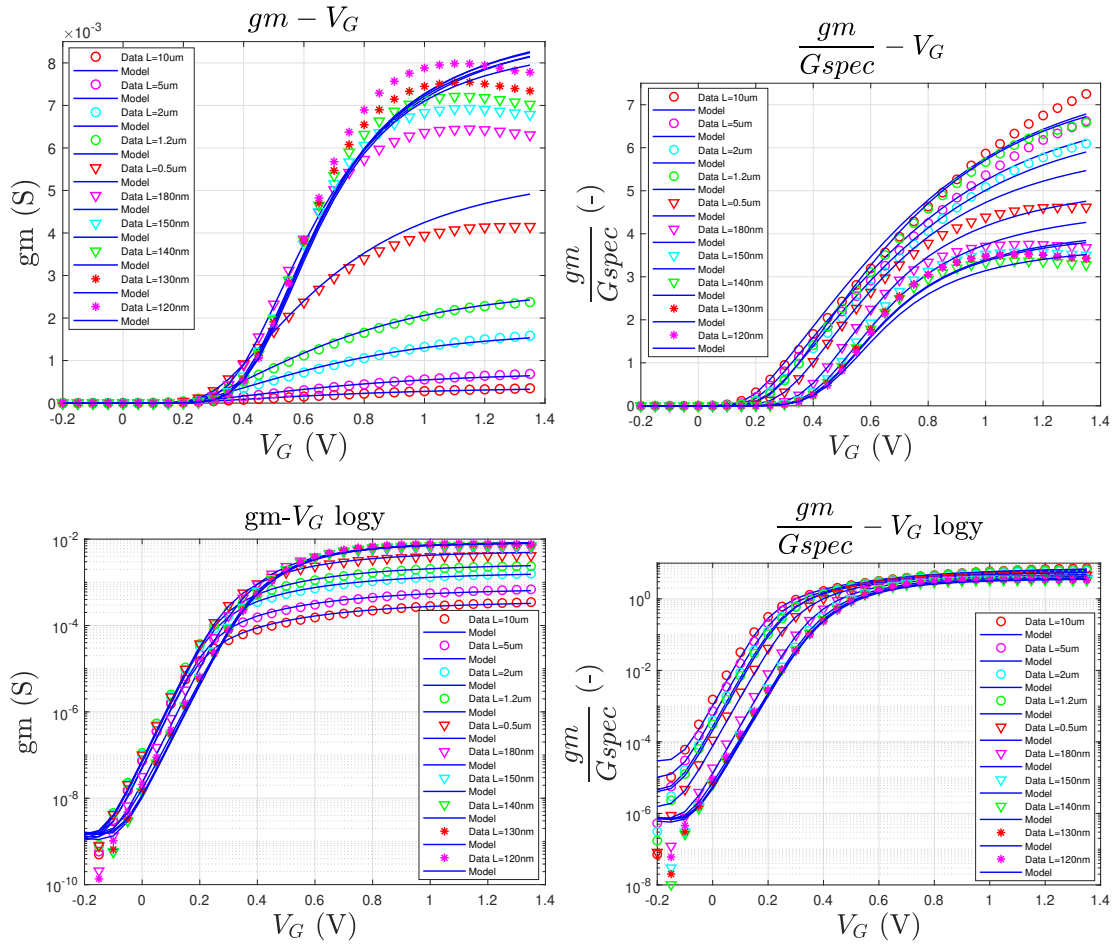 gm − V_G
×10^-3
gm (S)
9
8
7
6
5
4
3
2
1
0
Data L=10um
Model
Data L=5um
Model
Data L=2um
Model
Data L=1.2um
Model
Data L=0.5um
Model
Data L=180nm
Model
Data L=150nm
Model
Data L=140nm
Model
Data L=130nm
Model
Data L=120nm
Model
-0.2 0 0.2 0.4 0.6 0.8 1 1.2 1.4
V_G (V)
gm
Gspec − V_G
gm
Gspec (-)
7
6
5
4
3
2
1
0
Data L=10um
Model
Data L=5um
Model
Data L=2um
Model
Data L=1.2um
Model
Data L=0.5um
Model
Data L=180nm
Model
Data L=150nm
Model
Data L=140nm
Model
Data L=130nm
Model
Data L=120nm
Model
-0.2 0 0.2 0.4 0.6 0.8 1 1.2 1.4
V_G (V)
gm-V_G logy
gm (S)
10^-2
10^-4
10^-6
10^-8
10^-10
Data L=10um
Model
Data L=5um
Model
Data L=2um
Model
Data L=1.2um
Model
Data L=0.5um
Model
Data L=180nm
Model
Data L=150nm
Model
Data L=140nm
Model
Data L=130nm
Model
Data L=120nm
Model
-0.2 0 0.2 0.4 0.6 0.8 1 1.2 1.4
V_G (V)
gm
Gspec − V_G logy
gm
Gspec (-)
10^0
10^-2
10^-4
10^-6
10^-8
Data L=10um
Model
Data L=5um
Model
Data L=2um
Model
Data L=1.2um
Model
Data L=0.5um
Model
Data L=180nm
Model
Data L=150nm
Model
Data L=140nm
Model
Data L=130nm
Model
Data L=120nm
Model
-0.2 0 0.2 0.4 0.6 0.8 1 1.2 1.4
V_G (V)